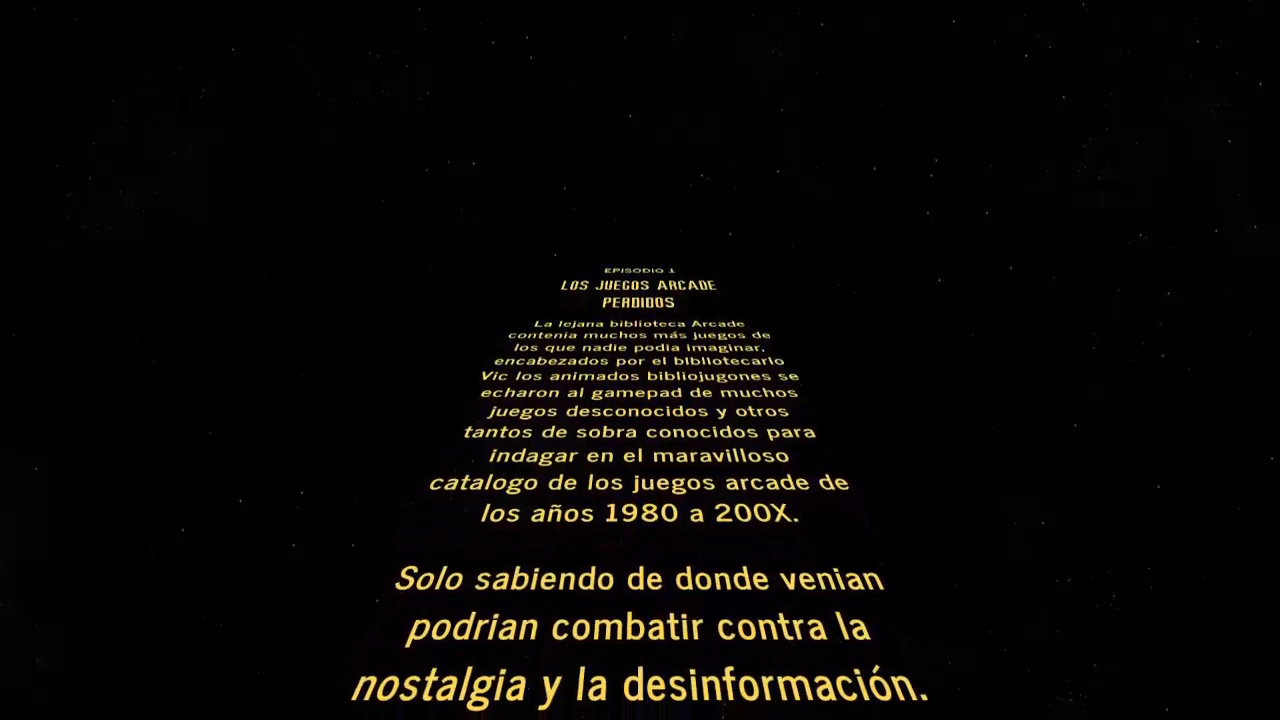 EPISODIO 1
LOS JUEGOS ARCADE
PERDIDOS
La lejana biblioteca Arcade
contenia muchos más juegos de
los que nadie podia imaginar,
encabezados por el bibliotecario
Vic los animados bibliojugones se
echaron al gamepad de muchos
juegos desconocidos y otros
tantos de sobra conocidos para
indagar en el maravilloso
catalogo de los juegos arcade de
los años 1980 a 200X.
Solo sabiendo de donde venian
podrian combatir contra la
nostalgia y la desinformación.